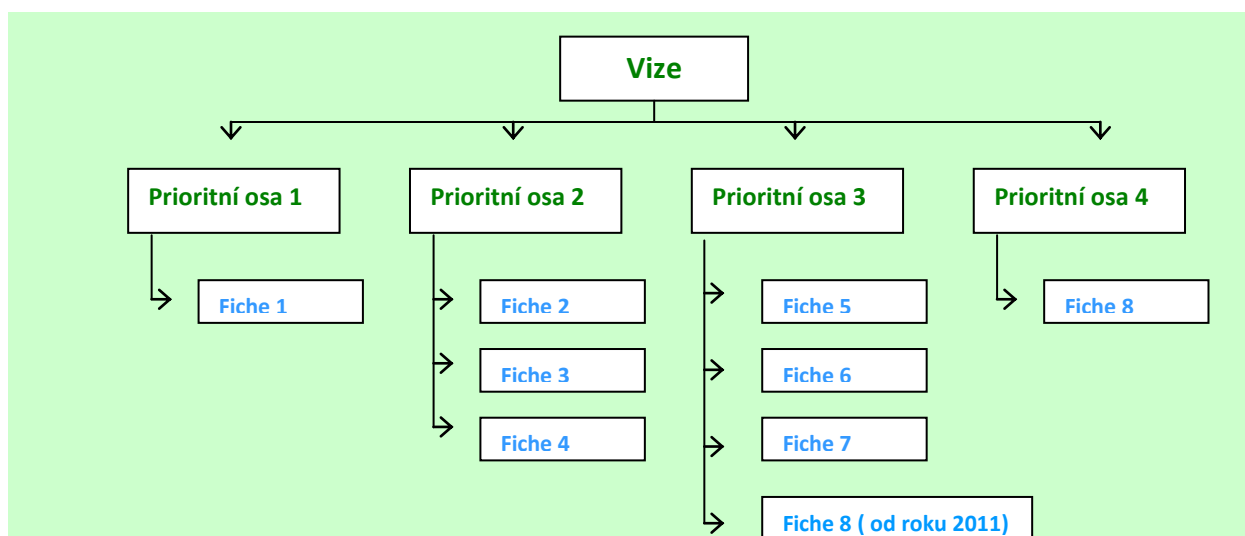 Vize
Prioritní osa 1
Prioritní osa 2
Prioritní osa 3
Prioritní osa 4
Fiche 1
Fiche 2
Fiche 5
Fiche 8
Fiche 3
Fiche 6
Fiche 4
Fiche 7
Fiche 8 ( od roku 2011)